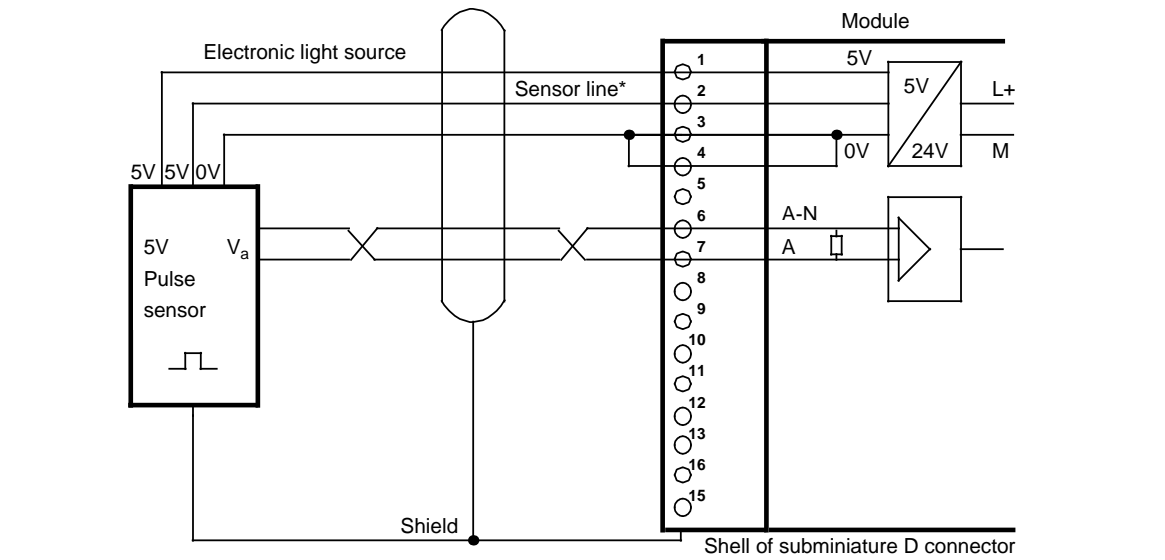 Module
Electronic light source
1
5V
Sensor line*
2
5V
L+
3
4
0V
24V
M
5V 5V 0V
5
6
A-N
5V
Va
7
A
Pulse
8
sensor
9
10
11
12
13
16
15
Shield
Shell of subminiature D connector